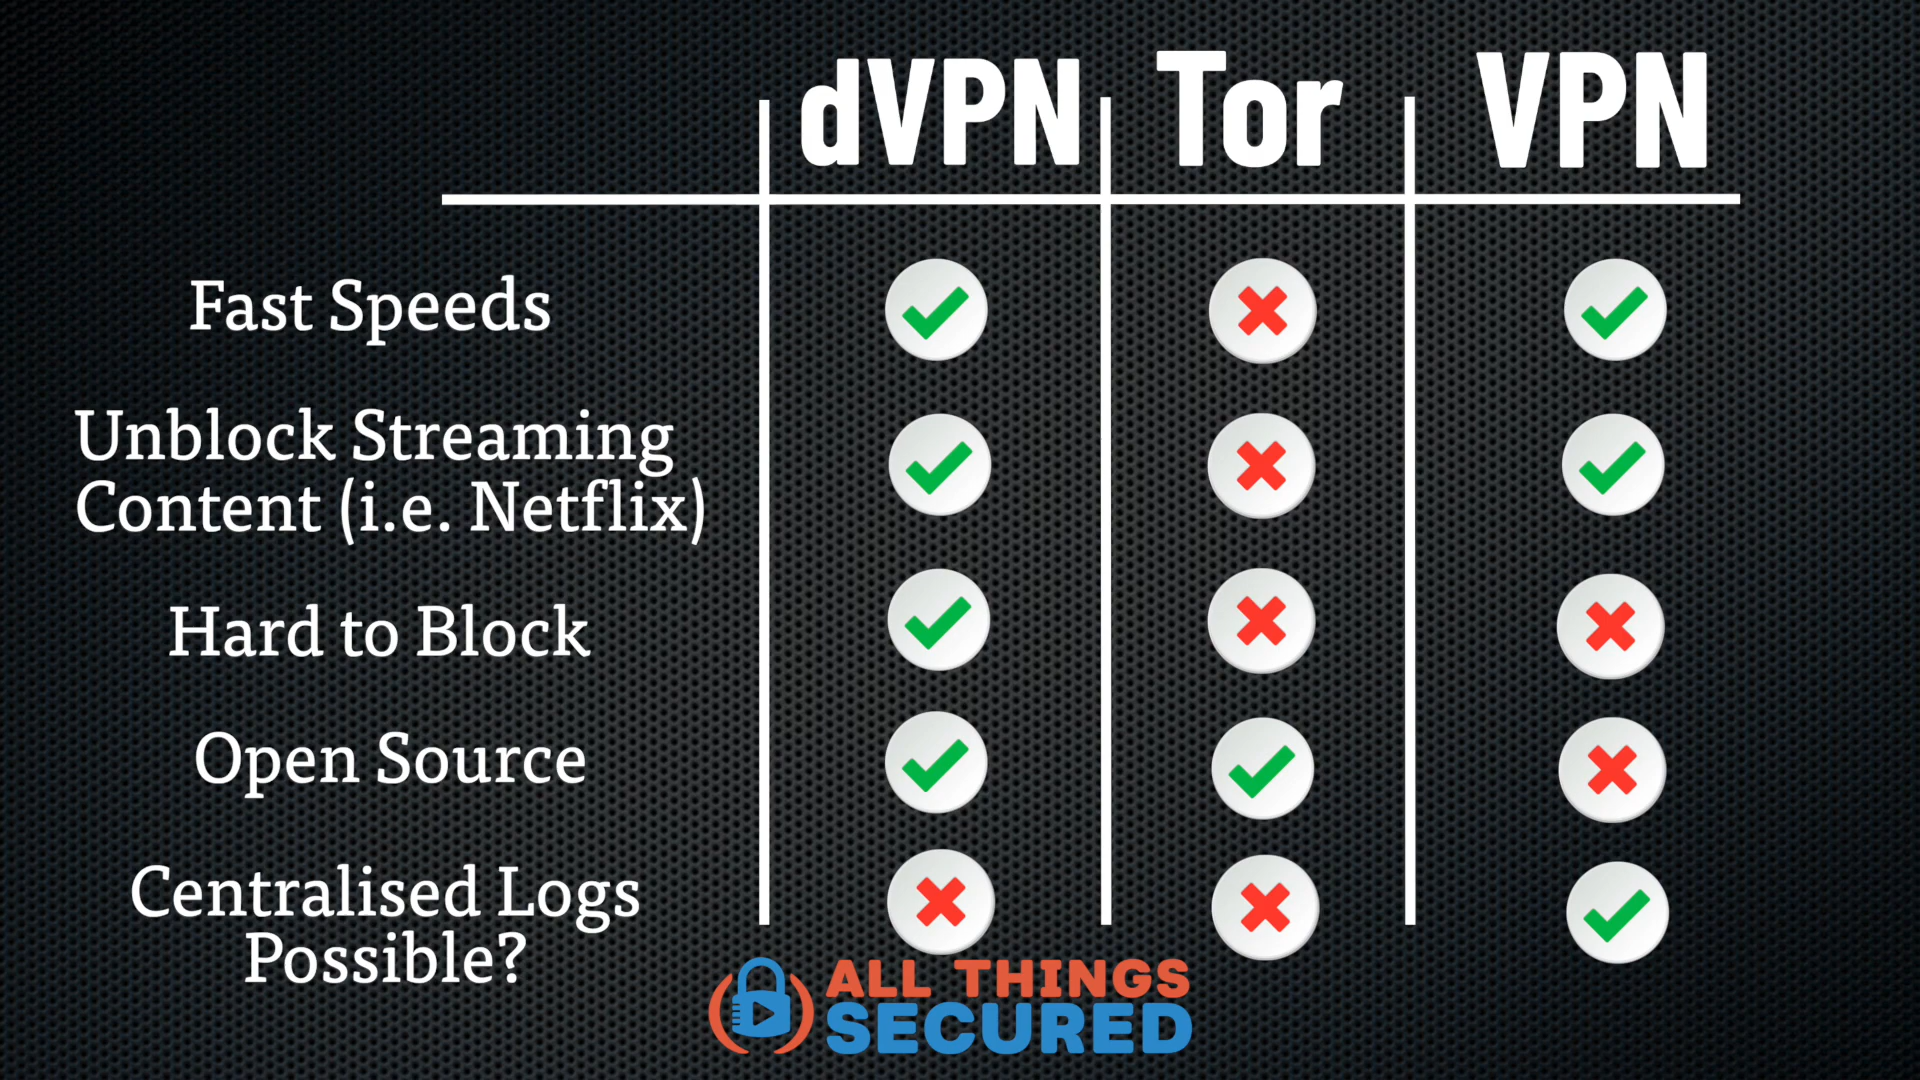 dVPN Tor VPN
Fast Speeds
Unblock Streaming
Content (i.e. Netflix)
Hard to Block
Open Source
Centralised Logs
Possible?
ALL THINGS
SECURED